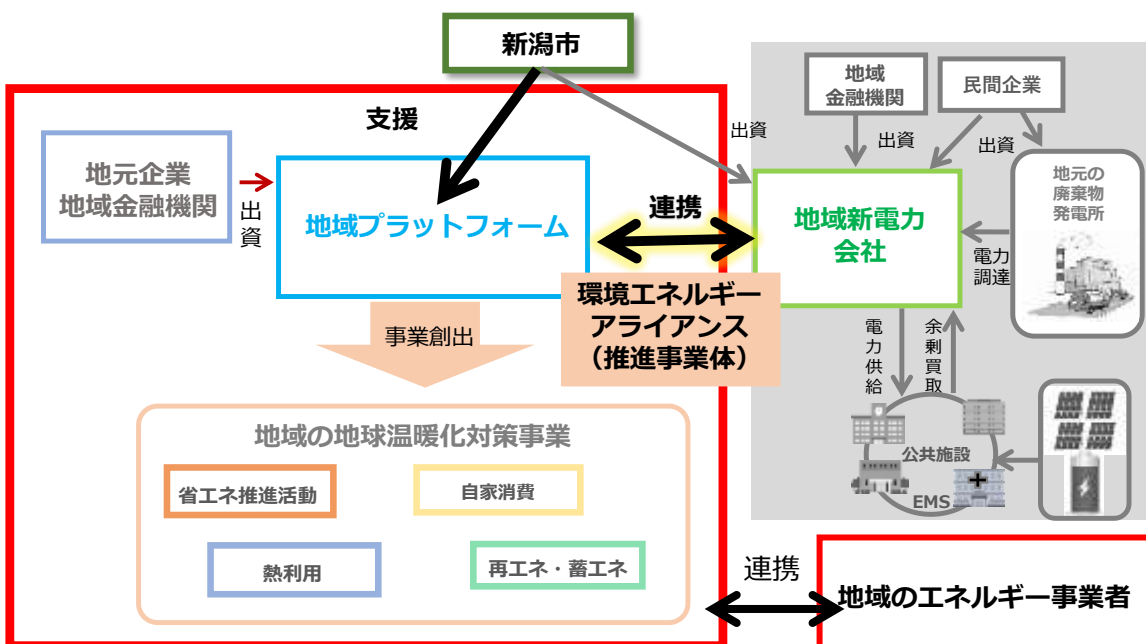 新潟市
支援
出資
地域
金融機関
民間企業
出資
出資
地元企業
地域金融機関
出
資
地域プラットフォーム
連携
地域新電力
会社
地元の
廃棄物
発電所
電力
調達
環境エネルギー
アライアンス
（推進事業体）
事業創出
電
力
供
給
余
剰
買
取
地域の地球温暖化対策事業
省エネ推進活動
自家消費
熱利用
再エネ・蓄エネ
公共施設
EMS
連携
地域のエネルギー事業者